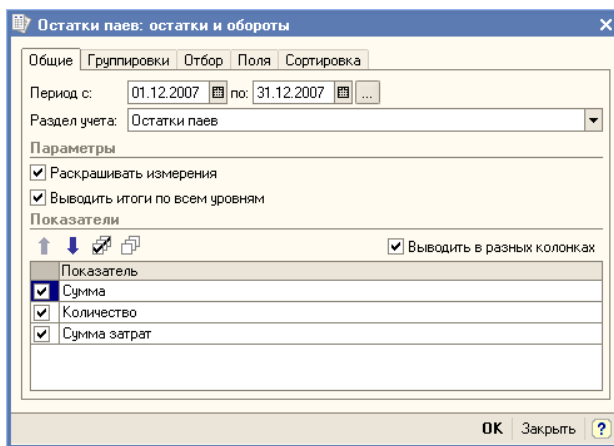 Остатки паев: остатки и обороты
Общие Группировки Отбор Поля Сортировка
Период с: 01.12.2007 по: 31.12.2007 ...
Раздел учета: Остатки паев
Параметры
Раскрашивать измерения
Выводить итоги по всем уровням
Показатели
Выводить в разных колонках
Показатель
Сумма
Количество
Сумма затрат
OK Закрыть ?